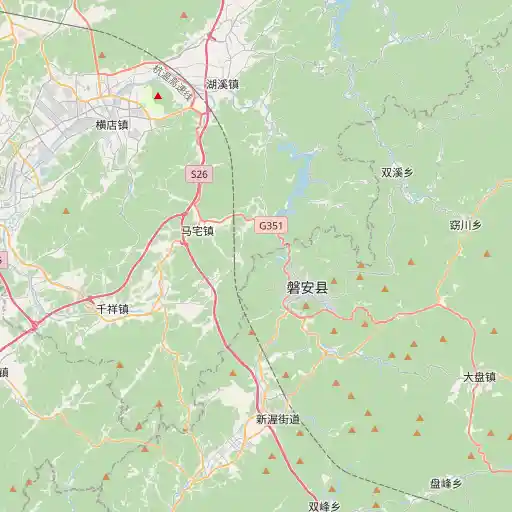 杭温高速线
湖溪镇
横店镇
S26
双溪乡
窈川乡
G351
马宅镇
磐安县
千祥镇
镇
大盘镇
新渥街道
盘峰乡
双峰乡